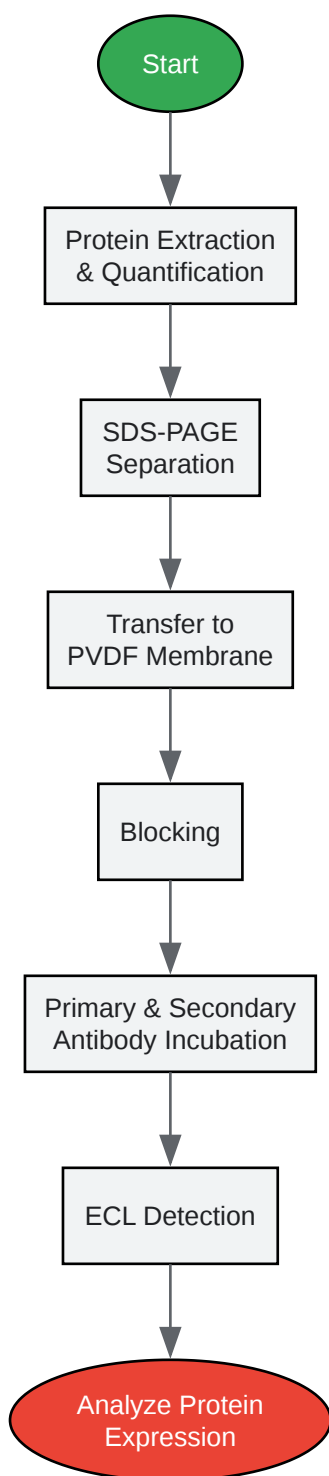 Start
Protein Extraction
& Quantification
SDS-PAGE
Separation
Transfer to
PVDF Membrane
Blocking
Primary & Secondary
Antibody Incubation
ECL Detection
Analyze Protein
Expression